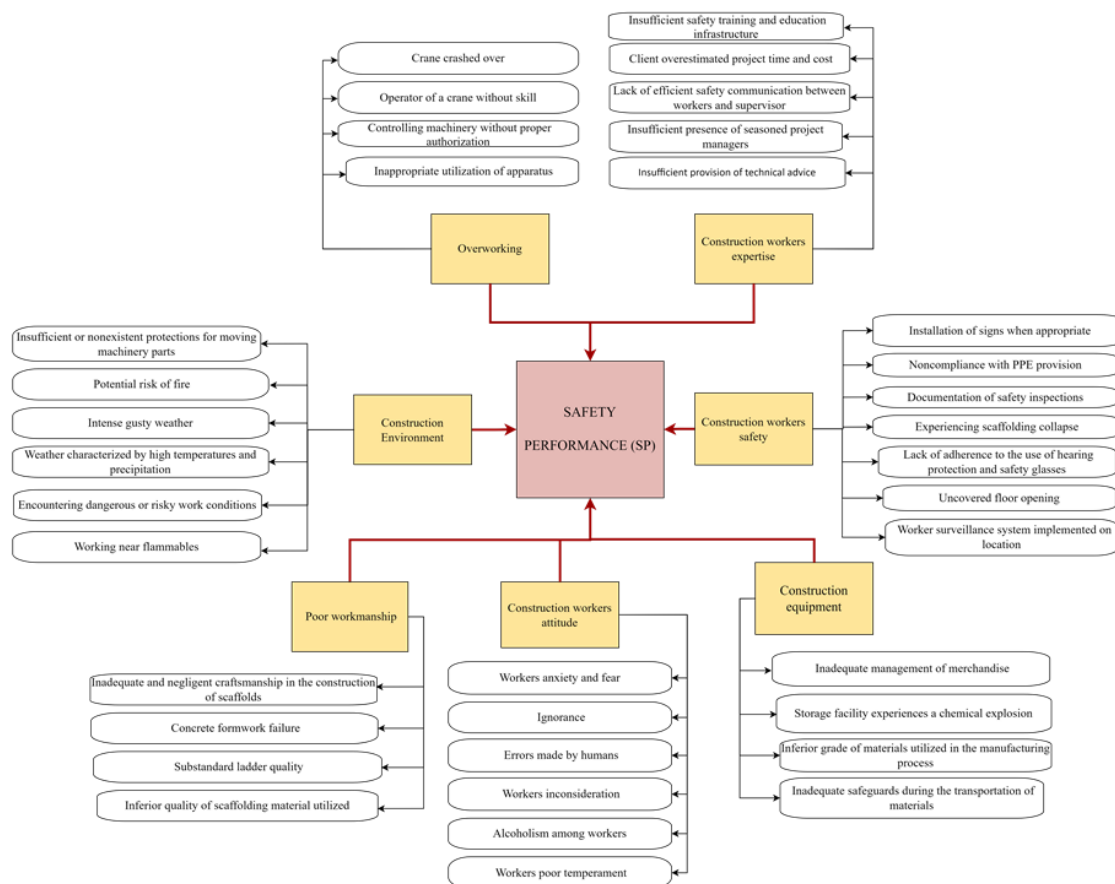 Insufficient safety training and education
infrastructure
Crane crashed over
Client overestimated project time and cost
Operator of a crane without skill
Lack of efficient safety communication between
workers and supervisor
Controlling machinery without proper
authorization
Insufficient presence of seasoned project
managers
Inappropriate utilization of apparatus
Insufficient provision of technical advice
Overworking
Construction workers
expertise
Insufficient or nonexistent protections for moving
machinery parts
Potential risk of fire
Intense gusty weather
Weather characterized by high temperatures and
precipitation
Encountering dangerous or risky work conditions
Working near flammables
Construction
Environment
SAFETY
PERFORMANCE (SP)
Construction workers
safety
Installation of signs when appropriate
Noncompliance with PPE provision
Documentation of safety inspections
Experiencing scaffolding collapse
Lack of adherence to the use of hearing
protection and safety glasses
Uncovered floor opening
Worker surveillance system implemented on
location
Poor workmanship
Construction workers
attitude
Construction
equipment
Inadequate and negligent craftsmanship in the construction
of scaffolds
Concrete formwork failure
Substandard ladder quality
Inferior quality of scaffolding material utilized
Workers anxiety and fear
Ignorance
Errors made by humans
Workers inconsideration
Alcoholism among workers
Workers poor temperament
Inadequate management of merchandise
Storage facility experiences a chemical explosion
Inferior grade of materials utilized in the manufacturing
process
Inadequate safeguards during the transportation of
materials